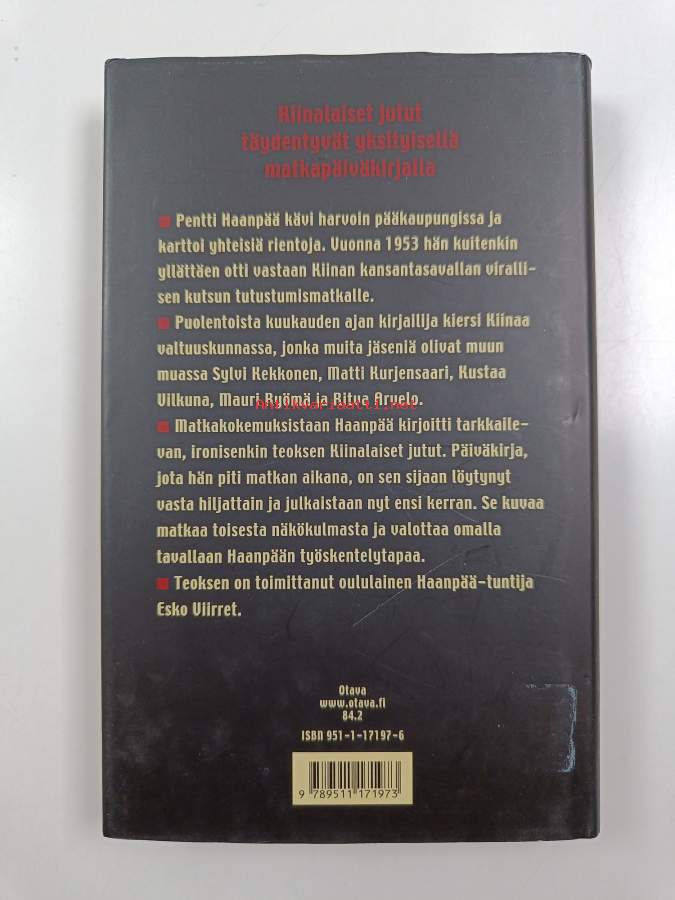 Kiinalaiset jutut
täydentyvät yksityisellä
matkapäiväkirjalla
Pentti Haanpää kävi harvoin pääkaupungissa ja
karttoi yhteisiä rientoja. Vuonna 1953 hän kuitenkin
yllättäen otti vastaan Kiinan kansantasavallan viralli-
sen kutsun tutustumismatkalle.
Puolentoista kuukauden ajan kirjailija kiersi Kiinaa
valtuuskunnassa, jonka muita jäseniä olivat muun
muassa Sylvi Kekkonen, Matti Kurjensaari, Kustaa
Vilkuna, Mauri Ryömä ja Ritva Arvelo.
Antikvariaatti.net
Matkakokemuksistaan Haanpää kirjoitti tarkkaile-
van, ironisenkin teoksen Kiinalaiset jutut. Päiväkirja,
jota hän piti matkan aikana, on sen sijaan löytynyt
vasta hiljattain ja julkaistaan nyt ensi kerran. Se kuvaa
matkaa toisesta näkökulmasta ja valottaa omalla
tavallaan Haanpään työskentelytapaa.
Teoksen on toimittanut oululainen Haanpää-tuntija
Esko Viirret.
Otava
www.otava.fi
84.2
ISBN 951-1-17197-6
9 789511 171973